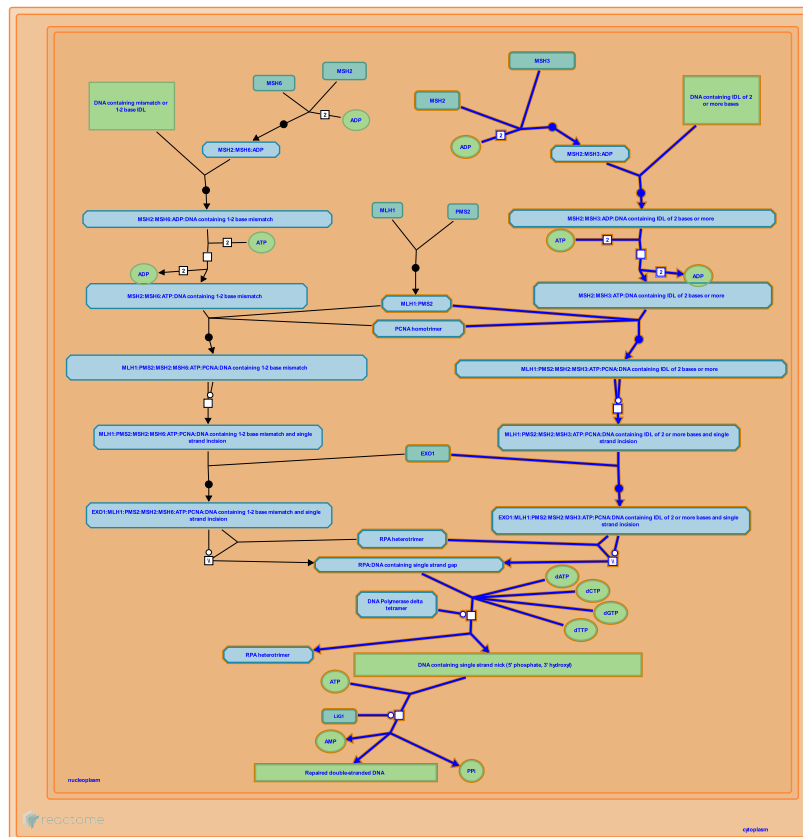 MSH3
MSH2
MSH6
DNA containing mismatch or
1-2 base IDL
2
ADP
MSH2
DNA containing IDL of 2
or more bases
2
ADP
MSH2:MSH6:ADP
MSH2:MSH3:ADP
MLH1
PMS2
MSH2:MSH6:ADP:DNA containing 1-2 base mismatch
MSH2:MSH3:ADP:DNA containing IDL of 2 bases or more
2
ATP
ATP
2
ADP
2
2
ADP
MSH2:MSH6:ATP:DNA containing 1-2 base mismatch
MLH1:PMS2
MSH2:MSH3:ATP:DNA containing IDL of 2 bases or more
PCNA homotrimer
MLH1:PMS2:MSH2:MSH6:ATP:PCNA:DNA containing 1-2 base mismatch
MLH1:PMS2:MSH2:MSH3:ATP:PCNA:DNA containing IDL of 2 bases or more
MLH1:PMS2:MSH2:MSH6:ATP:PCNA:DNA containing 1-2 base mismatch and single
strand incision
MLH1:PMS2:MSH2:MSH3:ATP:PCNA:DNA containing IDL of 2 or more bases and single
strand incision
EXO1
EXO1:MLH1:PMS2:MSH2:MSH6:ATP:PCNA:DNA containing 1-2 base mismatch and single
strand incision
EXO1:MLH1:PMS2:MSH2:MSH3:ATP:PCNA:DNA containing IDL of 2 or more bases and single
strand incision
RPA heterotrimer
\\
\\
RPA:DNA containing single strand gap
dATP
dCTP
DNA Polymerase delta
tetramer
dGTP
dTTP
RPA heterotrimer
DNA containing single strand nick (5' phosphate, 3' hydroxyl)
ATP
LIG1
AMP
Repaired double-stranded DNA
PPi
nucleoplasm
reactome
cytoplasm